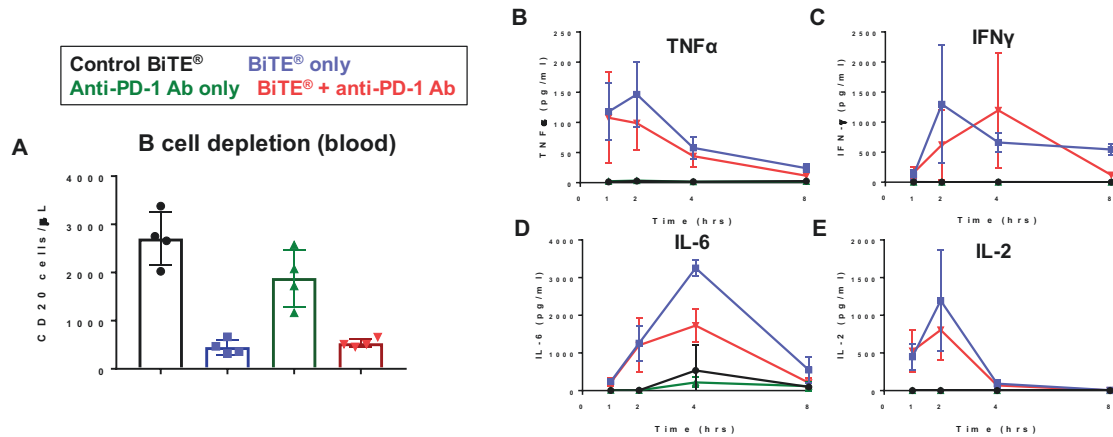 Control BiTE® BiTE® only
Anti-PD-1 Ab only BiTE® + anti-PD-1 Ab
A
B cell depletion (blood)
4000
3000
2000
1000
0
CD20 cells/µL
B
TNFα
250
200
150
100
50
0
TNFα (pg/ml)
0 1 2 4 8
Time (hrs)
C
IFNγ
2500
2000
1500
1000
500
0
IFN-γ (pg/ml)
0 1 2 4 8
Time (hrs)
D
IL-6
4000
3000
2000
1000
0
IL-6 (pg/ml)
0 1 2 4 8
Time (hrs)
E
IL-2
2000
1500
1000
500
0
IL-2 (pg/ml)
0 1 2 4 8
Time (hrs)